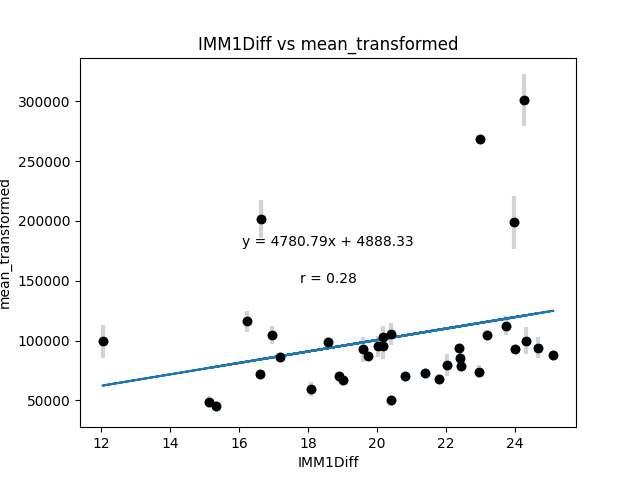 IMM1Diff vs mean_transformed
300000
250000
200000
150000
100000
50000
mean_transformed
y = 4780.79x + 4888.33
r = 0.28
12 14 16 18 20 22 24
IMM1Diff